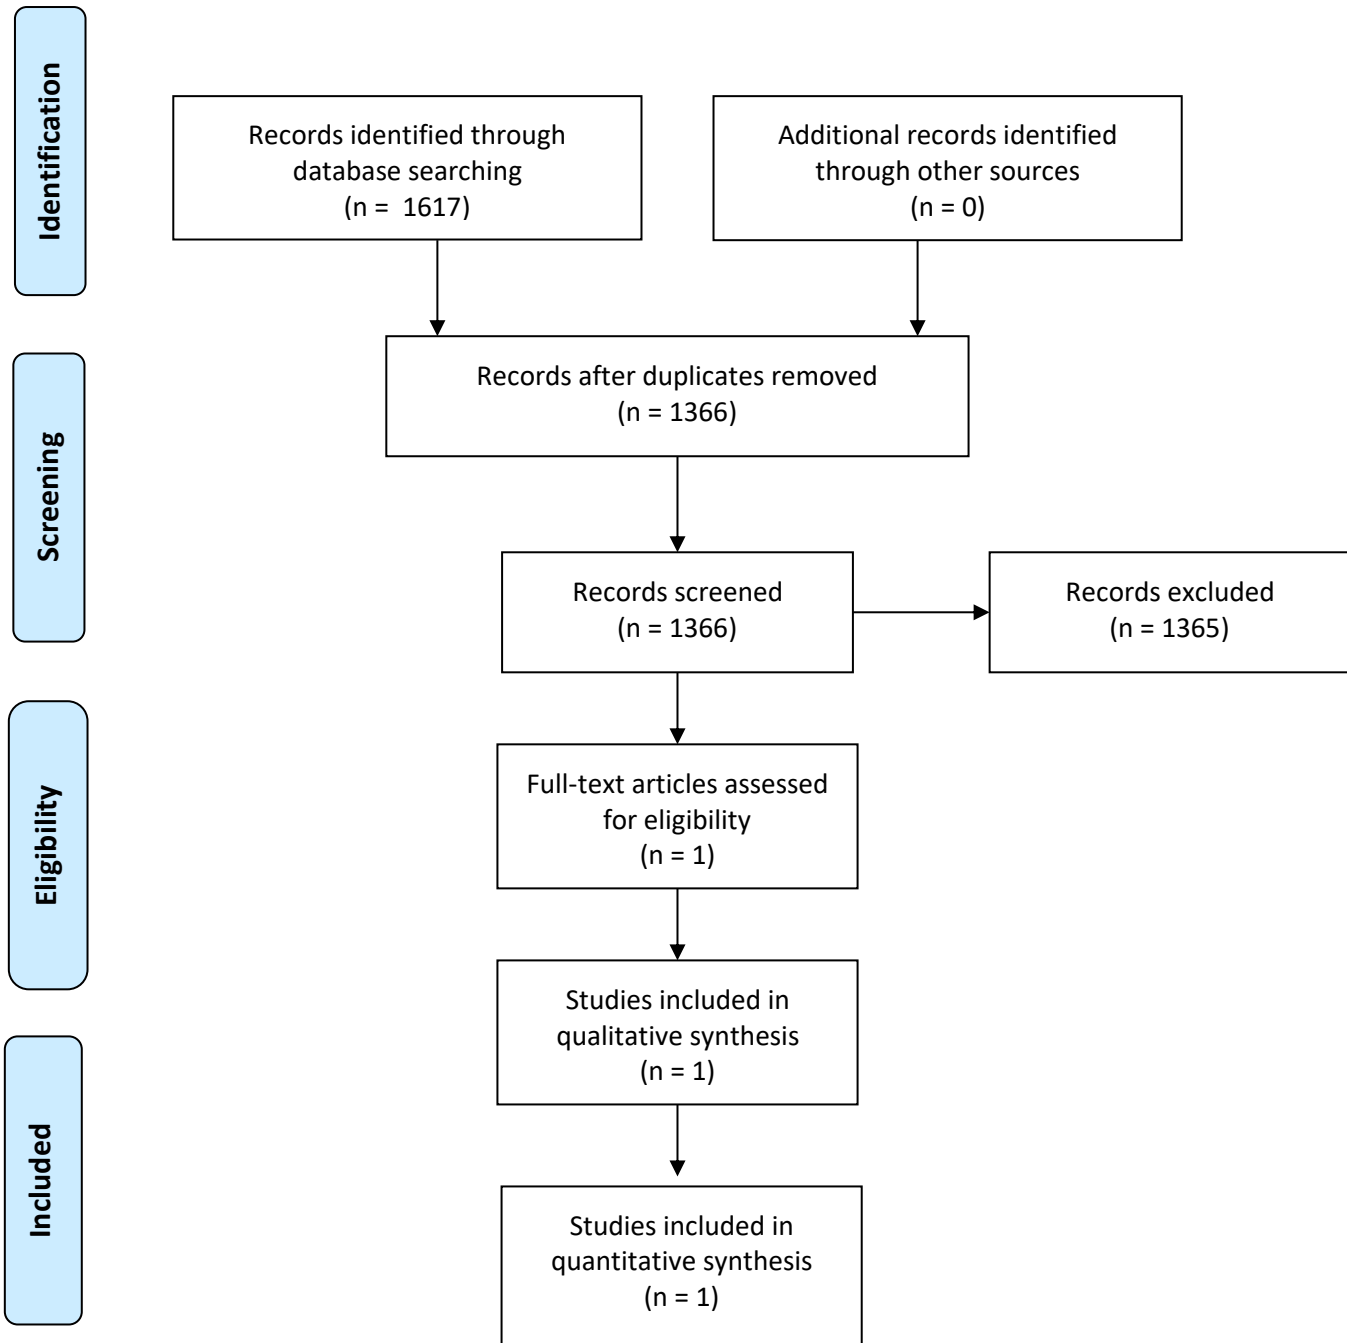 Identification
Records identified through
database searching
(n =  1617)
Additional records identified
through other sources
(n = 0)
Screening
Records after duplicates removed
(n = 1366)
Records screened
(n = 1366)
Records excluded
(n = 1365)
Eligibility
Full-text articles assessed
for eligibility
(n = 1)
Studies included in
qualitative synthesis
(n = 1)
Included
Studies included in
quantitative synthesis
(n = 1)